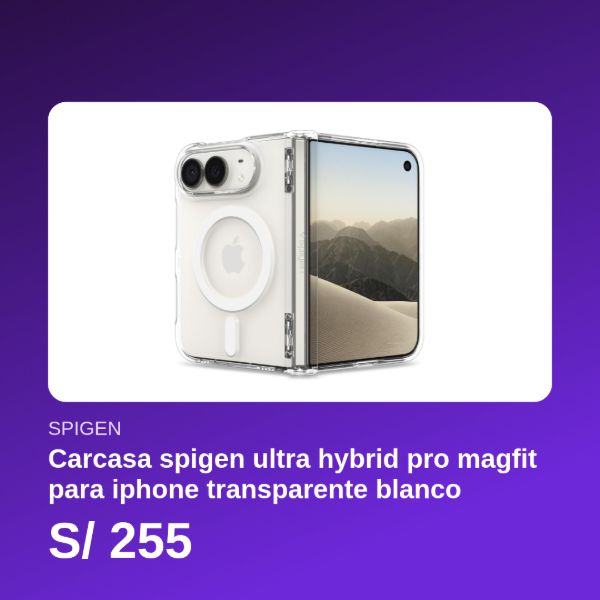 SPIGEN
Carcasa spigen ultra hybrid pro magfit
para iphone transparente blanco
S/ 255